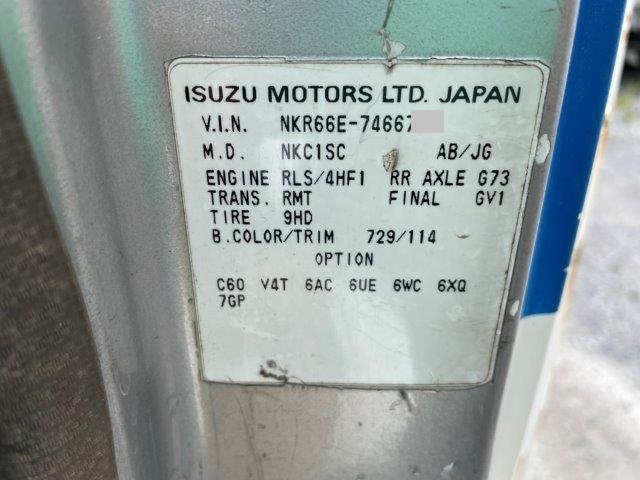 ISUZU MOTORS LTD. JAPAN
V.I.N. NKR66E-74667
M.D. NKC1SC AB/JG
ENGINE RLS/4HF1 RR AXLE G73
TRANS. RMT FINAL GV1
TIRE 9HD
B.COLOR/TRIM 729/114
OPTION
C60 V4T 6AC 6UE 6WC 6XQ
7GP